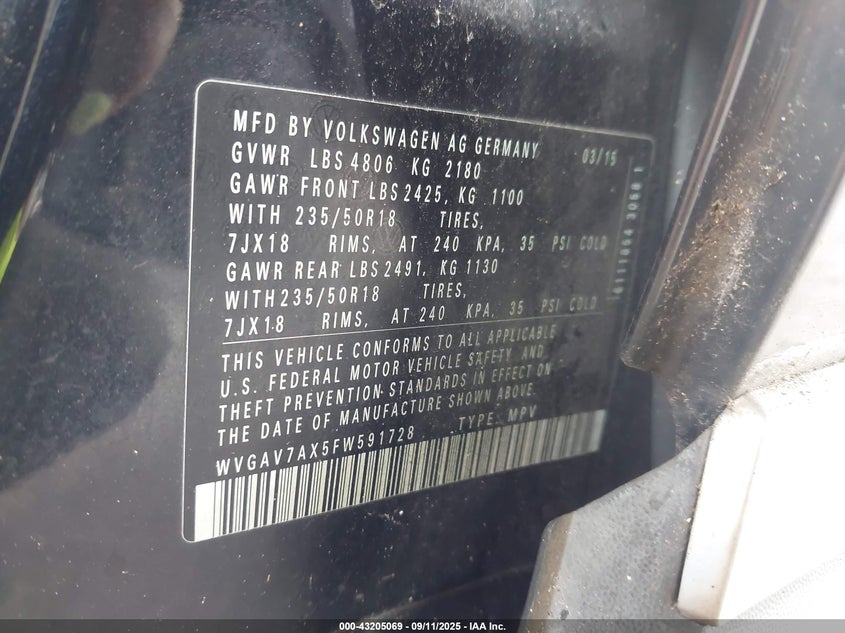 MFD BY VOLKSWAGEN AG GERMANY 03/15
GVWR LBS 4806 KG 2180
GAWR FRONT LBS 2425, KG 1100
WITH 235/50R18 TIRES,
7JX18 RIMS, AT 240 KPA, 35 PSI COLD
GAWR REAR LBS 2491, KG 1130
WITH 235/50R18 TIRES,
7JX18 RIMS, AT 240 KPA, 35 PSI COLD
THIS VEHICLE CONFORMS TO ALL APPLICABLE
U.S. FEDERAL MOTOR VEHICLE SAFETY AND
THEFT PREVENTION STANDARDS IN EFFECT ON
THE DATE OF MANUFACTURE SHOWN ABOVE.
WVGAV7AX5FW591728 TYPE: MPV
000-43205069 - 09/11/2025 - IAA Inc.